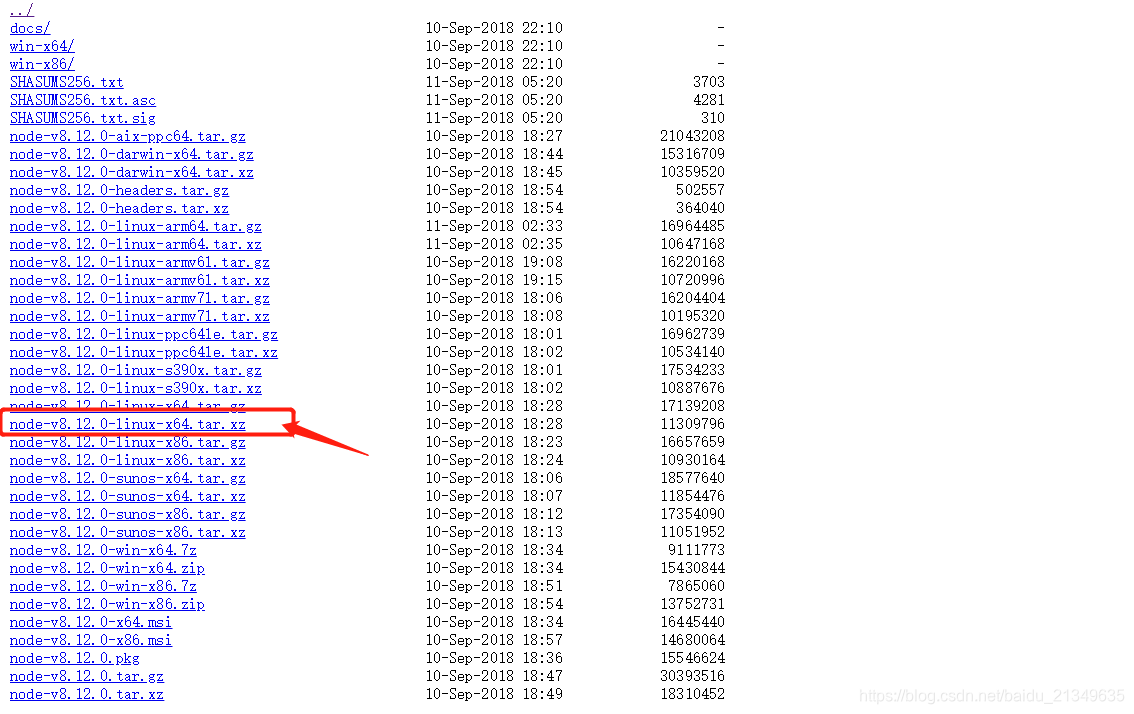 ../
docs/ 10-Sep-2018 22:10 -
win-x64/ 10-Sep-2018 22:10 -
win-x86/ 10-Sep-2018 22:10 -
SHASUMS256.txt 11-Sep-2018 05:20 3703
SHASUMS256.txt.asc 11-Sep-2018 05:20 4281
SHASUMS256.txt.sig 11-Sep-2018 05:20 310
node-v8.12.0-aix-ppc64.tar.gz 10-Sep-2018 18:27 21043208
node-v8.12.0-darwin-x64.tar.gz 10-Sep-2018 18:44 15316709
node-v8.12.0-darwin-x64.tar.xz 10-Sep-2018 18:45 10359520
node-v8.12.0-headers.tar.gz 10-Sep-2018 18:54 502557
node-v8.12.0-headers.tar.xz 10-Sep-2018 18:54 364040
node-v8.12.0-linux-arm64.tar.gz 11-Sep-2018 02:33 16964485
node-v8.12.0-linux-arm64.tar.xz 11-Sep-2018 02:35 10647168
node-v8.12.0-linux-armv6l.tar.gz 10-Sep-2018 19:08 16220168
node-v8.12.0-linux-armv6l.tar.xz 10-Sep-2018 19:15 10720996
node-v8.12.0-linux-armv7l.tar.gz 10-Sep-2018 18:06 16204404
node-v8.12.0-linux-armv7l.tar.xz 10-Sep-2018 18:08 10195320
node-v8.12.0-linux-ppc64le.tar.gz 10-Sep-2018 18:01 16962739
node-v8.12.0-linux-ppc64le.tar.xz 10-Sep-2018 18:02 10534140
node-v8.12.0-linux-s390x.tar.gz 10-Sep-2018 18:01 17534233
node-v8.12.0-linux-s390x.tar.xz 10-Sep-2018 18:02 10887676
node-v8.12.0-linux-x64.tar.gz 10-Sep-2018 18:28 17139208
node-v8.12.0-linux-x64.tar.xz 10-Sep-2018 18:28 11309796
node-v8.12.0-linux-x86.tar.gz 10-Sep-2018 18:23 16657659
node-v8.12.0-linux-x86.tar.xz 10-Sep-2018 18:24 10930164
node-v8.12.0-sunos-x64.tar.gz 10-Sep-2018 18:06 18577640
node-v8.12.0-sunos-x64.tar.xz 10-Sep-2018 18:07 11854476
node-v8.12.0-sunos-x86.tar.gz 10-Sep-2018 18:12 17354090
node-v8.12.0-sunos-x86.tar.xz 10-Sep-2018 18:13 11051952
node-v8.12.0-win-x64.7z 10-Sep-2018 18:34 9111773
node-v8.12.0-win-x64.zip 10-Sep-2018 18:34 15430844
node-v8.12.0-win-x86.7z 10-Sep-2018 18:51 7865060
node-v8.12.0-win-x86.zip 10-Sep-2018 18:54 13752731
node-v8.12.0-x64.msi 10-Sep-2018 18:34 16445440
node-v8.12.0-x86.msi 10-Sep-2018 18:57 14680064
node-v8.12.0.pkg 10-Sep-2018 18:36 15546624
node-v8.12.0.tar.gz 10-Sep-2018 18:47 30393516
node-v8.12.0.tar.xz 10-Sep-2018 18:49 18310452
https://blog.csdn.net/baidu_21349635